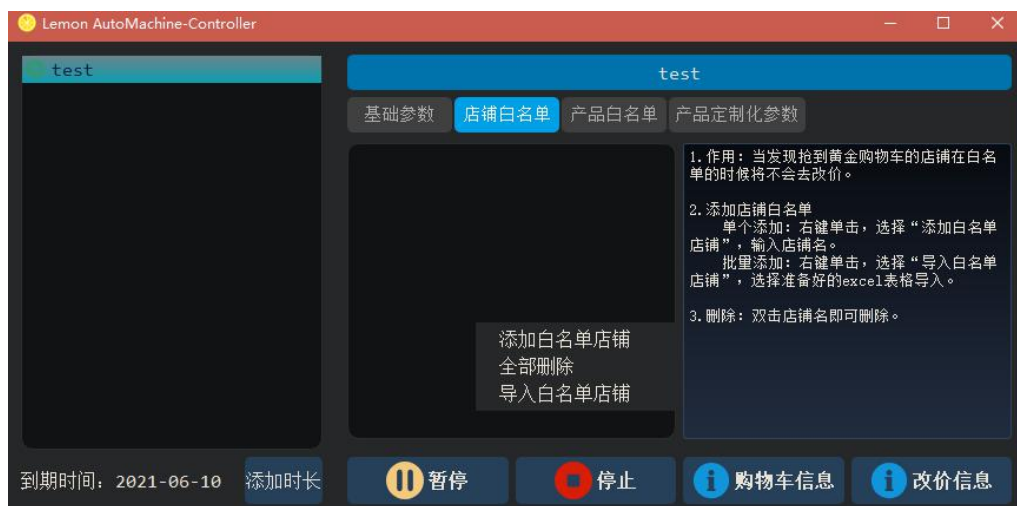 Lemon AutoMachine-Controller
test
test
基础参数 店铺白名单 产品白名单 产品定制化参数
1.作用：当发现抢到黄金购物车的店铺在白名
单的时候将不会去改价。
2.添加店铺白名单
单个添加：右键单击，选择“添加白名单
店铺”，输入店铺名。
批量添加：右键单击，选择“导入白名单
店铺”，选择准备好的excel表格导入。
3.删除：双击店铺名即可删除。
添加白名单店铺
全部删除
导入白名单店铺
到期时间：2021-06-10 添加时长 暂停 停止 购物车信息 改价信息